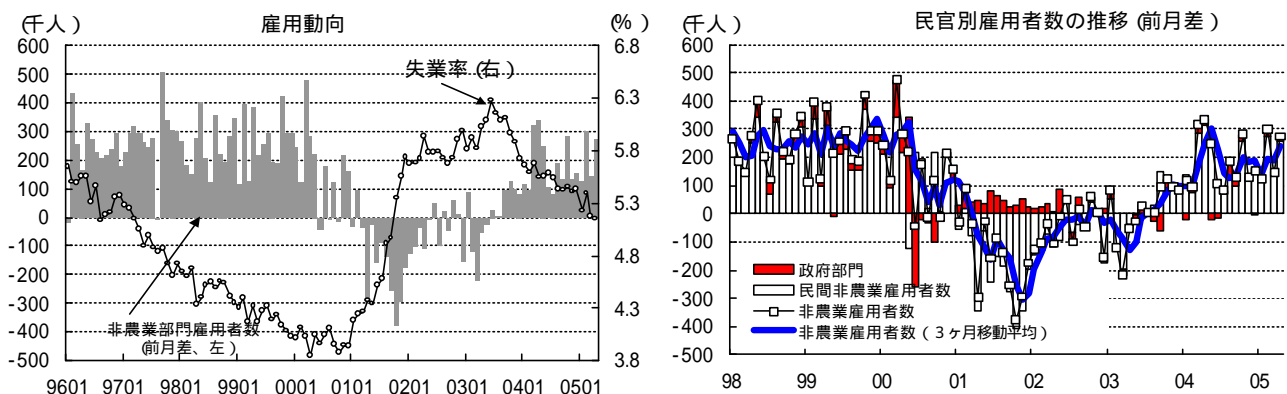 (千人)
雇用動向
(%)
600
500
400
300
200
100
0
-100
-200
-300
-400
-500
6.8
6.3
5.8
5.3
4.8
4.3
3.8
失業率(右)
非農業部門雇用者数
(前月差、左)
9601 9701 9801 9901 0001 0101 0201 0301 0401 0501
(千人)
民官別雇用者数の推移(前月差)
600
500
400
300
200
100
0
-100
-200
-300
-400
-500
政府部門
民間非農業雇用者数
非農業雇用者数
非農業雇用者数(3ヶ月移動平均)
98 99 00 01 02 03 04 05